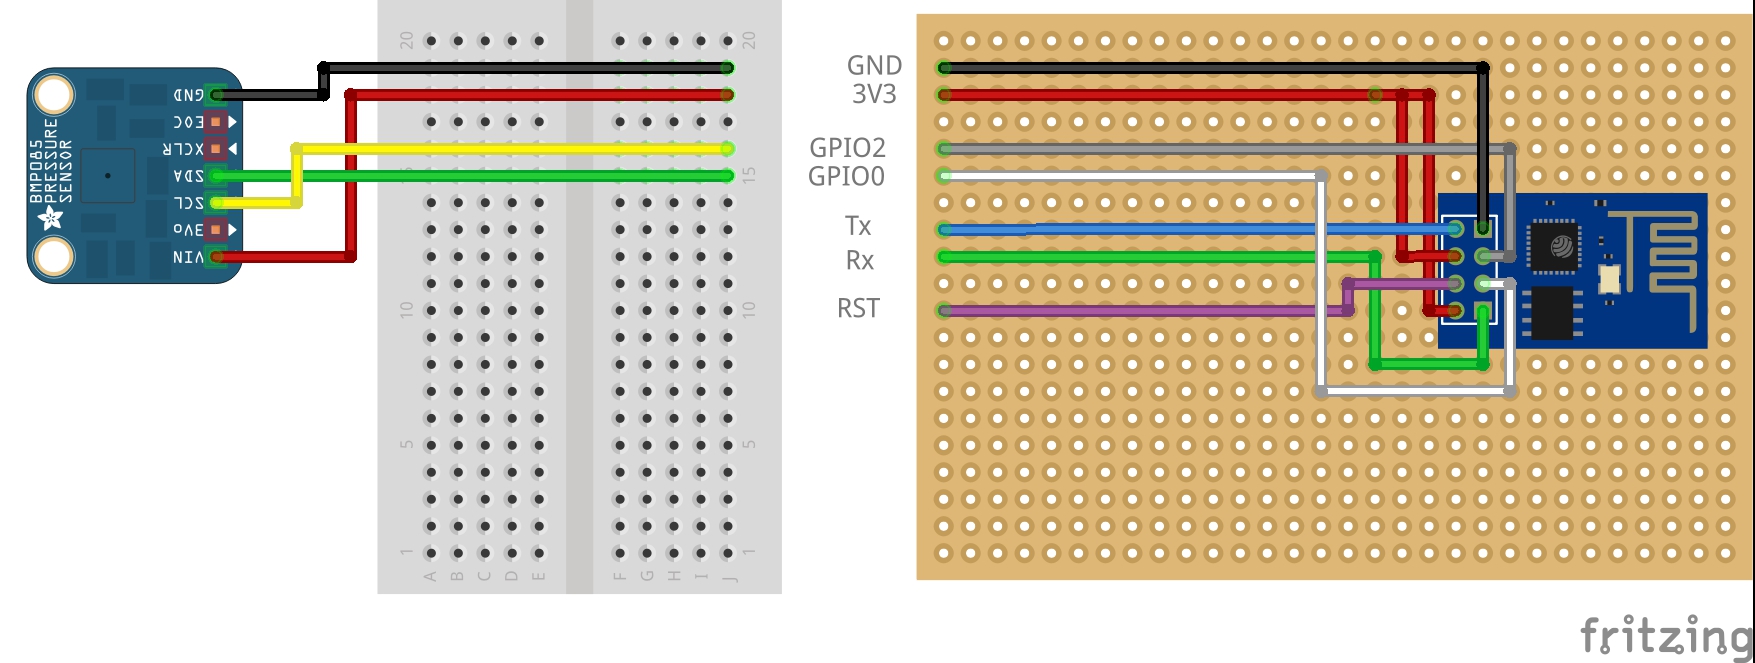 BMP085
PRESSURE
SENSOR
GND
EOC
XCLR
SDA
SCL
3Vo
VIN
20
20
15
15
10
10
5
5
1
1
A B C D E F G H I J
GND
3V3
GPIO2
GPIO0
Tx
Rx
RST
fritzing